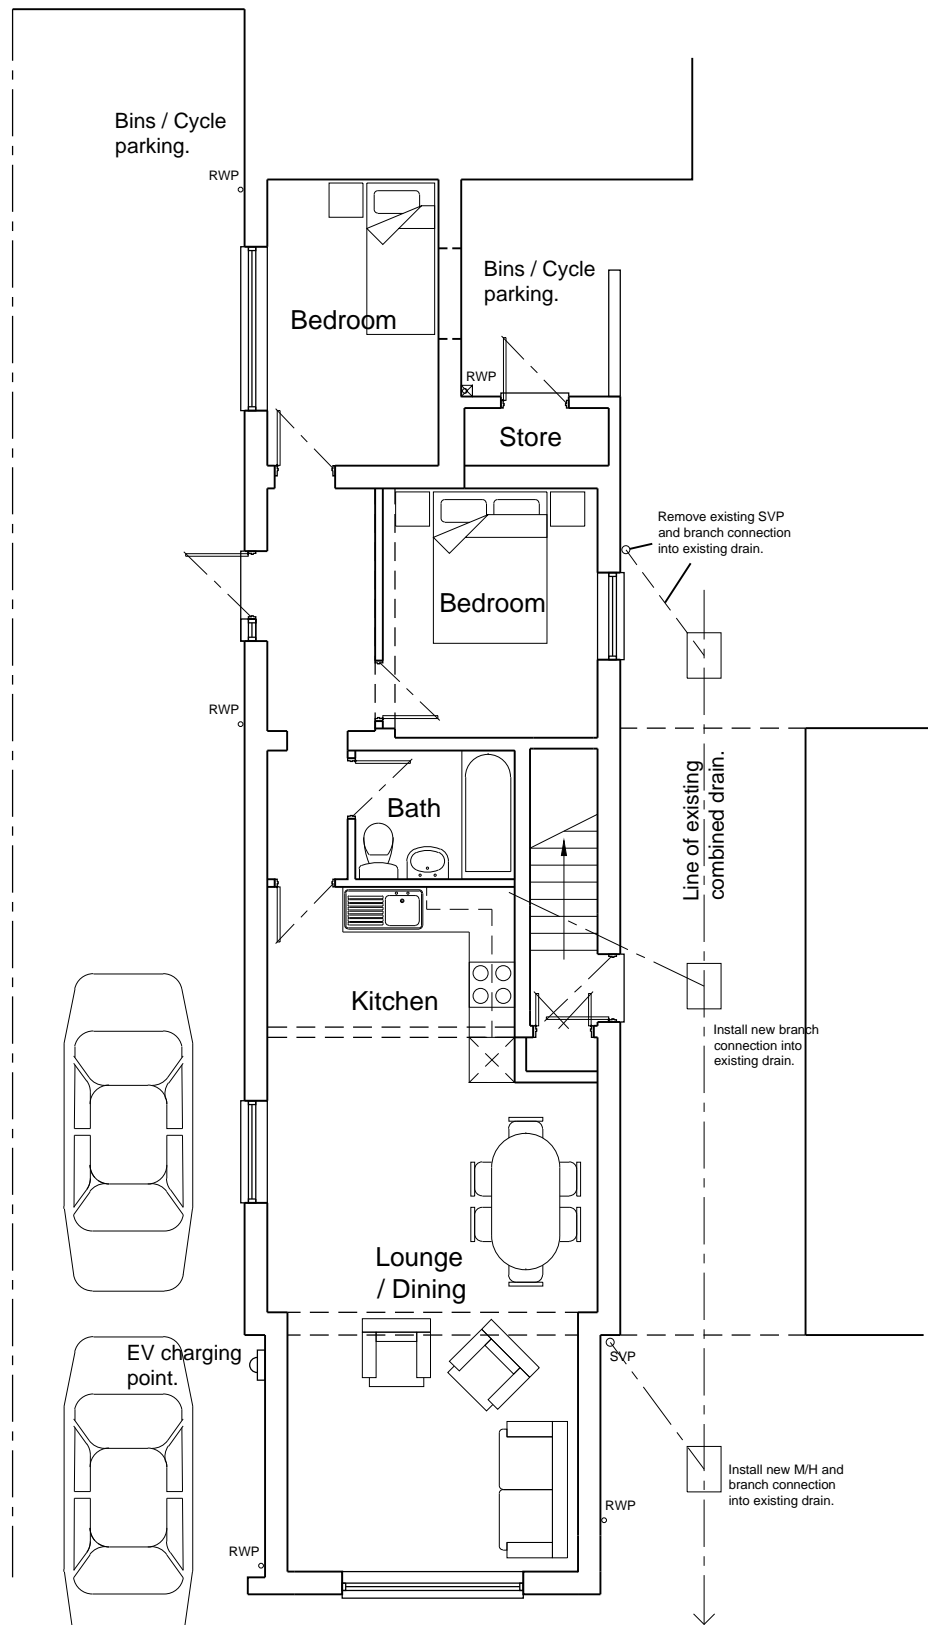 Bins / Cycle
parking.
RWP
Bins / Cycle
parking.
Bedroom
RWP
Store
Remove existing SVP
and branch connection
into existing drain.
Bedroom
RWP
Line of existing
combined drain.
Bath
Kitchen
Install new branch
connection into
existing drain.
Lounge
/ Dining
EV charging
point.
SVP
Install new M/H and
branch connection
into existing drain.
RWP
RWP